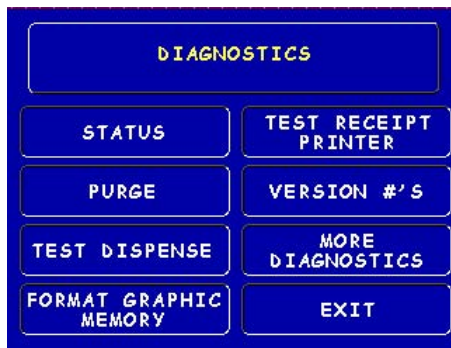 DIAGNOSTICS
STATUS
TEST RECEIPT
PRINTER
PURGE
VERSION #'S
TEST DISPENSE
MORE
DIAGNOSTICS
FORMAT GRAPHIC
MEMORY
EXIT